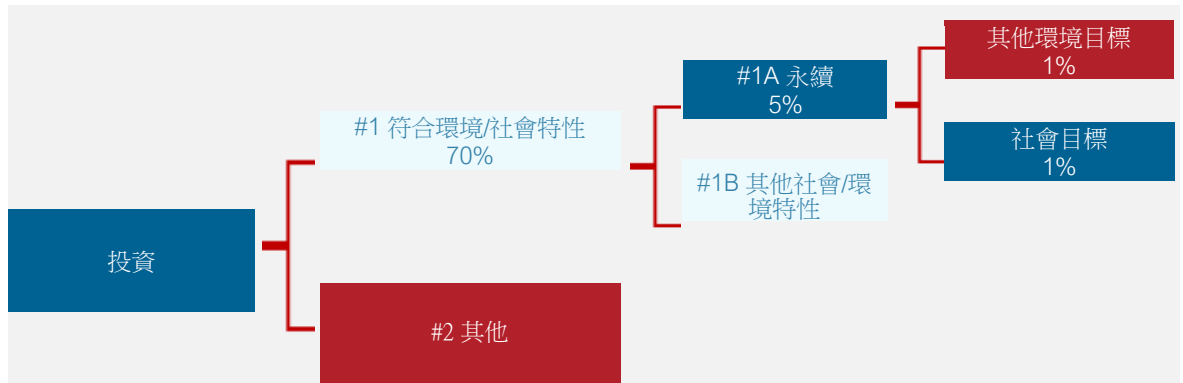 其他環境目標
1%
#1A 永續
5%
#1 符合環境/社會特性
70%
社會目標
1%
#1B 其他社會/環
境特性
投資
#2 其他